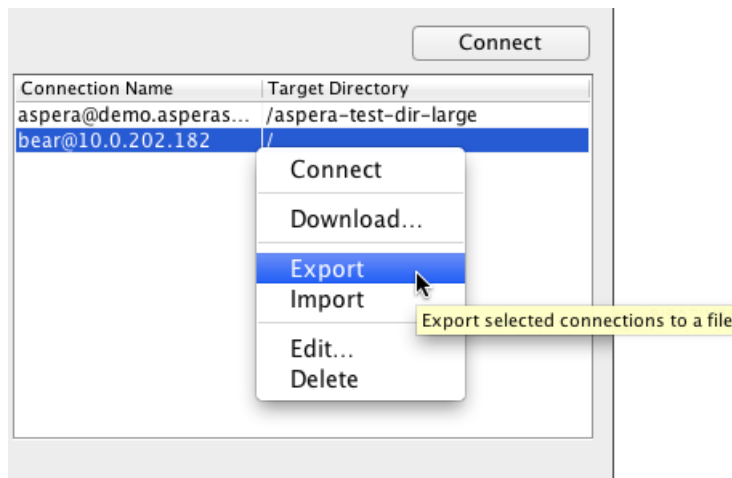 Connect
Connection Name Target Directory
aspera@demo.asperas... /aspera-test-dir-large
bear@10.0.202.182 /
Connect
Download...
Export
Import
Export selected connections to a file
Edit...
Delete